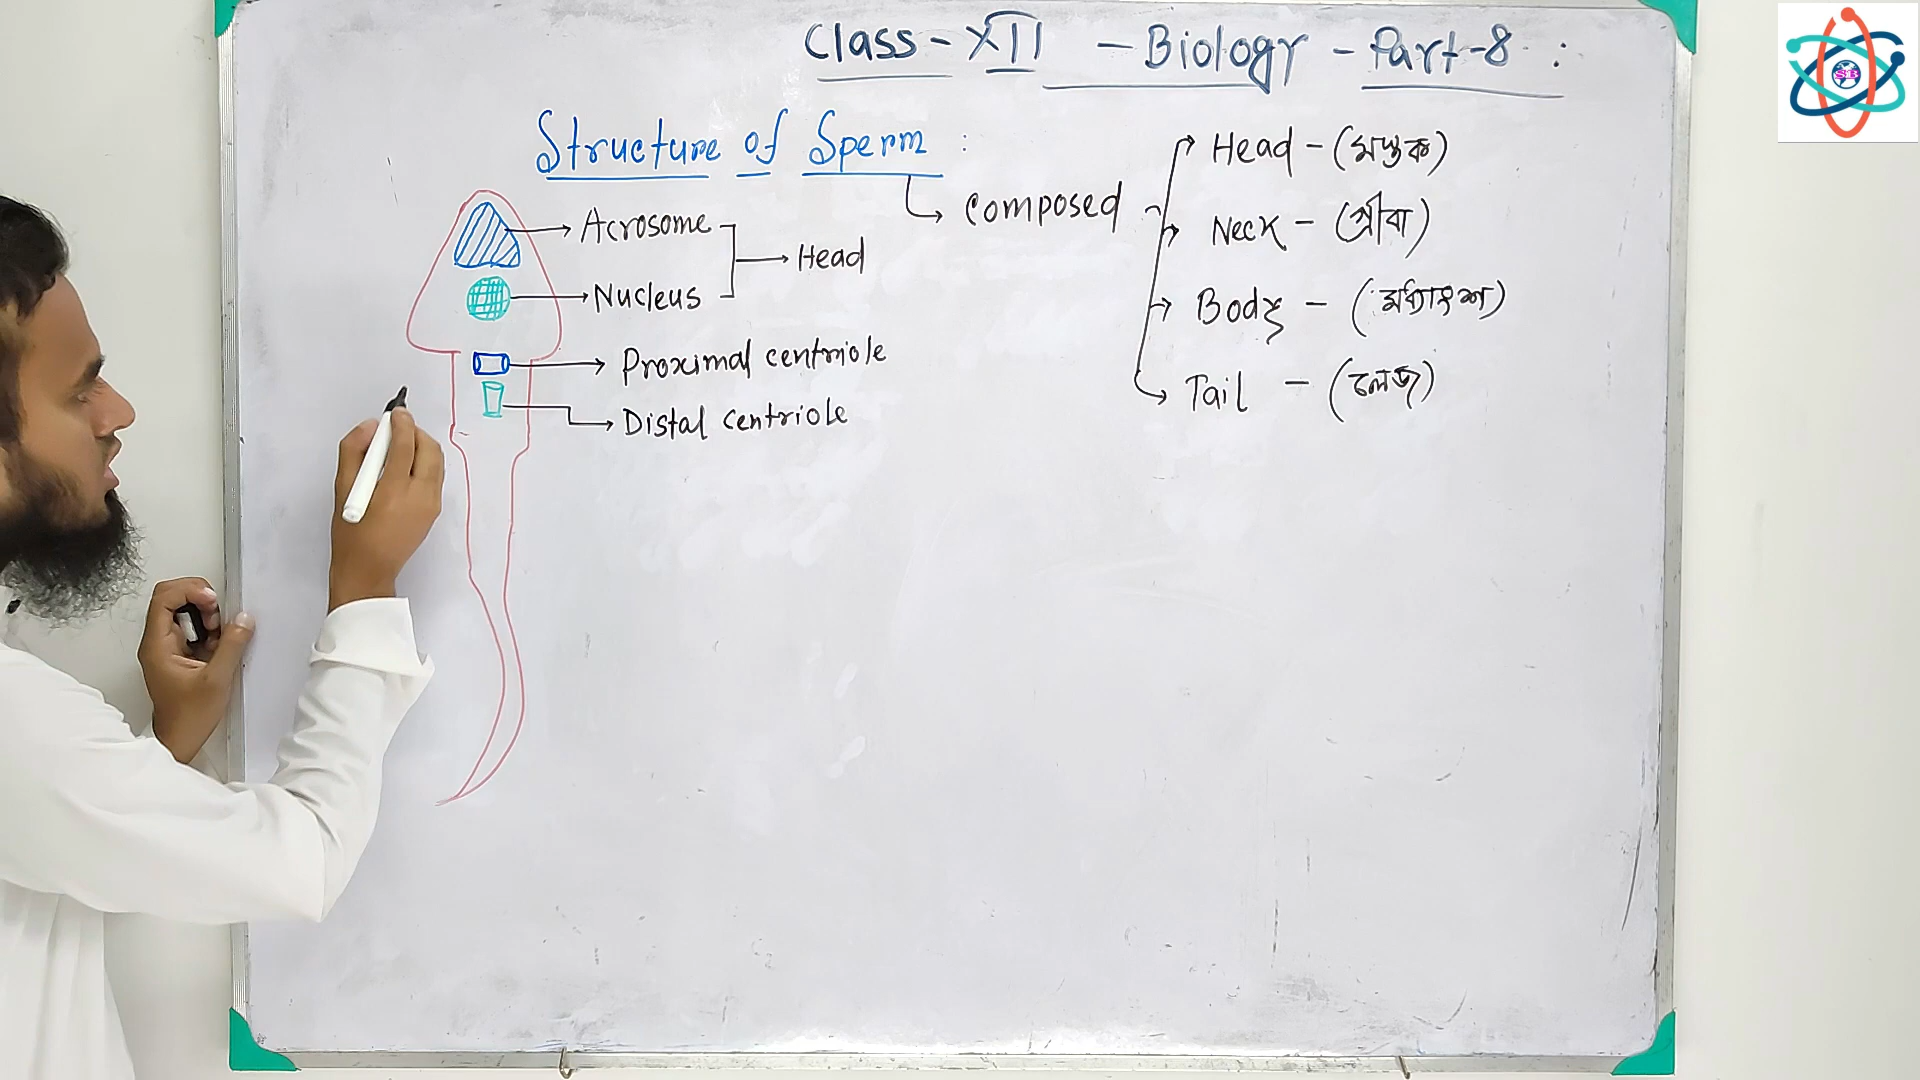 Class - XII - Biology - Part-8 :
Structure of Sperm :
composed
Head - (মস্তক)
Neck - (গ্রীবা)
Body - (মধ্যাংশ)
Tail - (লেজ)
Acrosome
Nucleus
Head
Proximal centriole
Distal centriole
SB